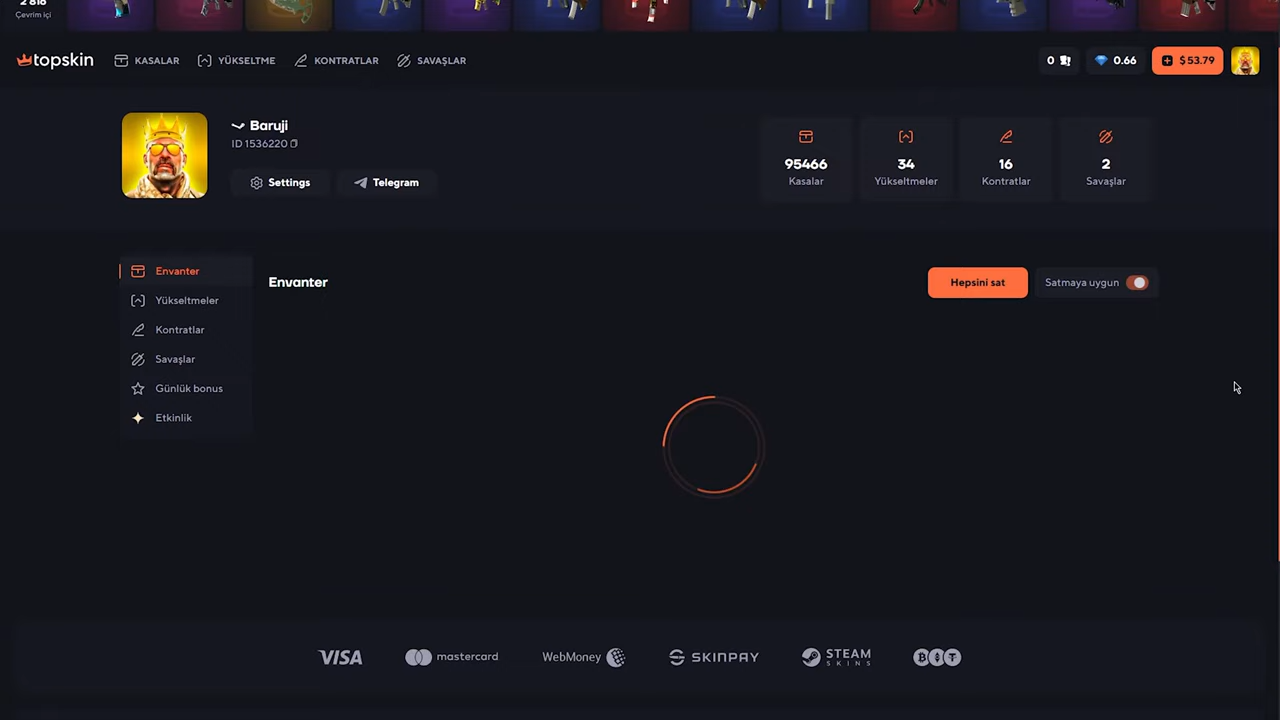 2 816
Çevrim içi
topskin
KASALAR
YÜKSELTME
KONTRATLAR
SAVAŞLAR
0
0.66
$ 53.79
Baruji
ID 1536220
Settings
Telegram
95466
Kasalar
34
Yükseltmeler
16
Kontratlar
2
Savaşlar
Envanter
Yükseltmeler
Kontratlar
Savaşlar
Günlük bonus
Etkinlik
Envanter
Hepsini sat
Satmaya uygun
VISA
mastercard
WebMoney
SKINPAY
STEAM
SKINS